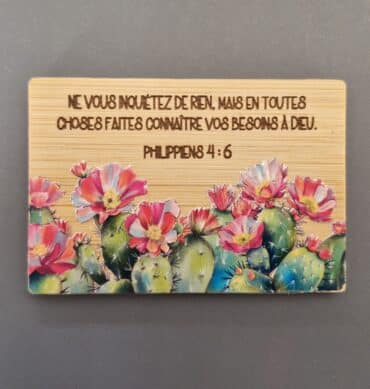 NE VOUS INQUIÉTEZ DE RIEN, MAIS EN TOUTES
CHOSES FAITES CONNAÎTRE VOS BESOINS À DIEU.
PHILIPPIENS 4 : 6